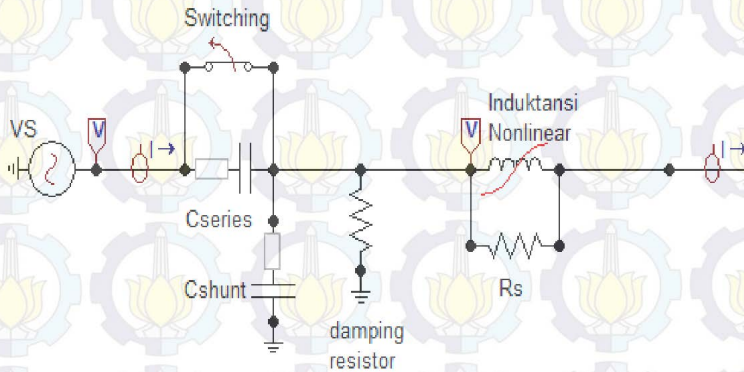 Switching
VS
V
I→
Cseries
Cshunt
damping
resistor
V
Induktansi
Nonlinear
Rs
I→